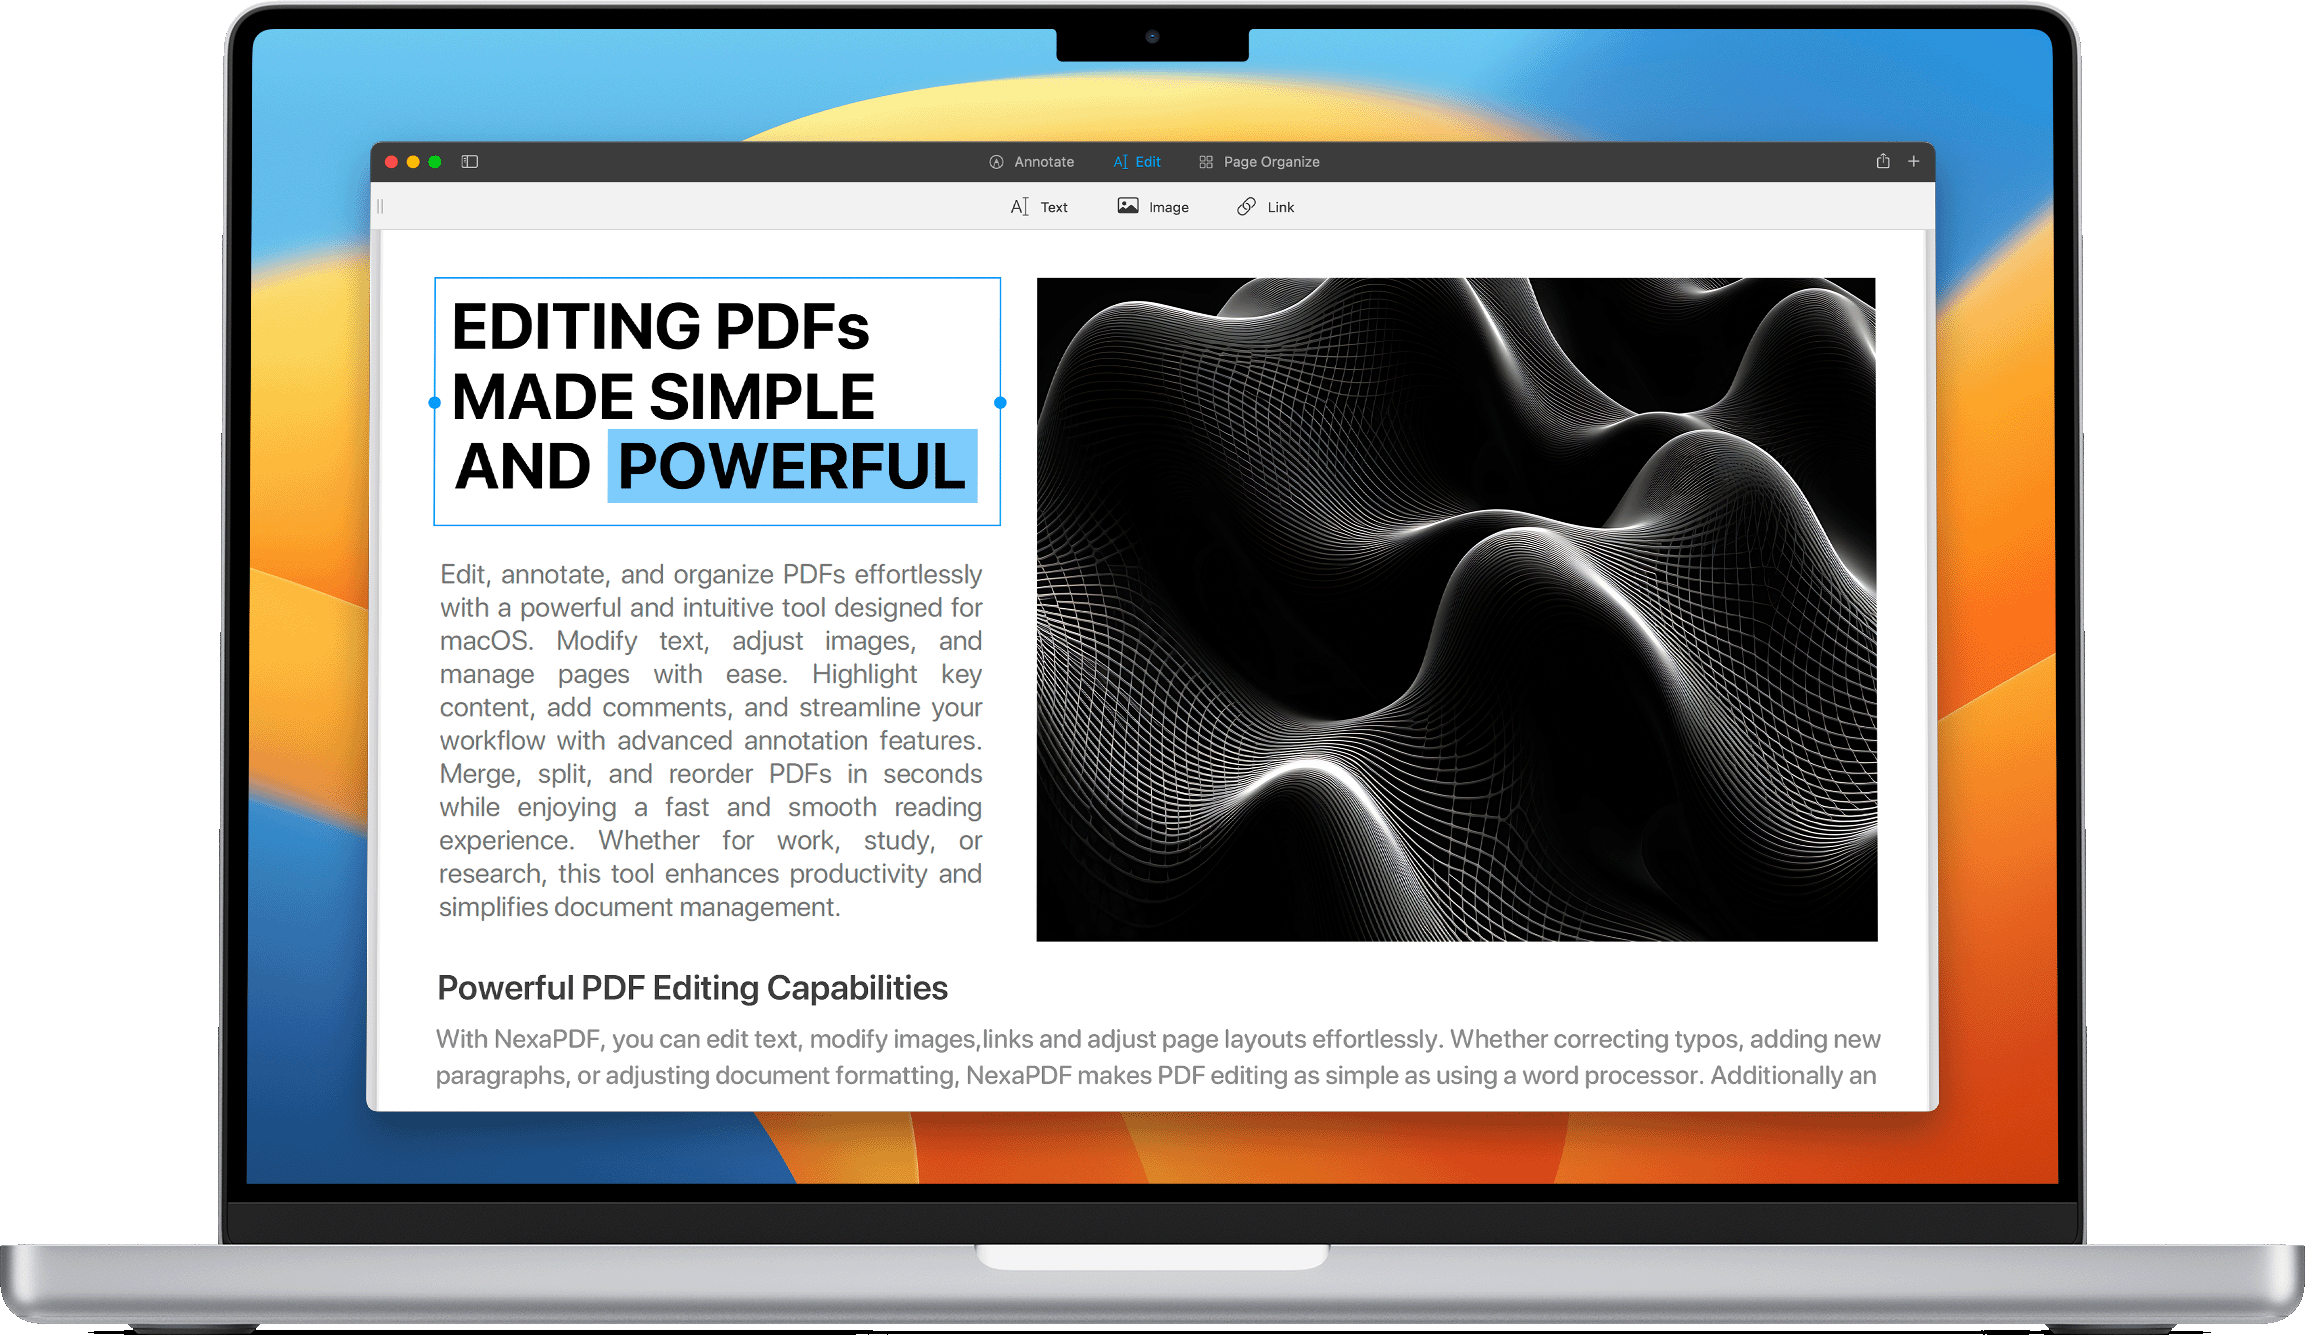 Annotate Edit Page Organize
Text Image Link
EDITING PDFs
MADE SIMPLE
AND POWERFUL
Edit, annotate, and organize PDFs effortlessly
with a powerful and intuitive tool designed for
macOS. Modify text, adjust images, and
manage pages with ease. Highlight key
content, add comments, and streamline your
workflow with advanced annotation features.
Merge, split, and reorder PDFs in seconds
while enjoying a fast and smooth reading
experience. Whether for work, study, or
research, this tool enhances productivity and
simplifies document management.
Powerful PDF Editing Capabilities
With NexaPDF, you can edit text, modify images,links and adjust page layouts effortlessly. Whether correcting typos, adding new
paragraphs, or adjusting document formatting, NexaPDF makes PDF editing as simple as using a word processor. Additionally an